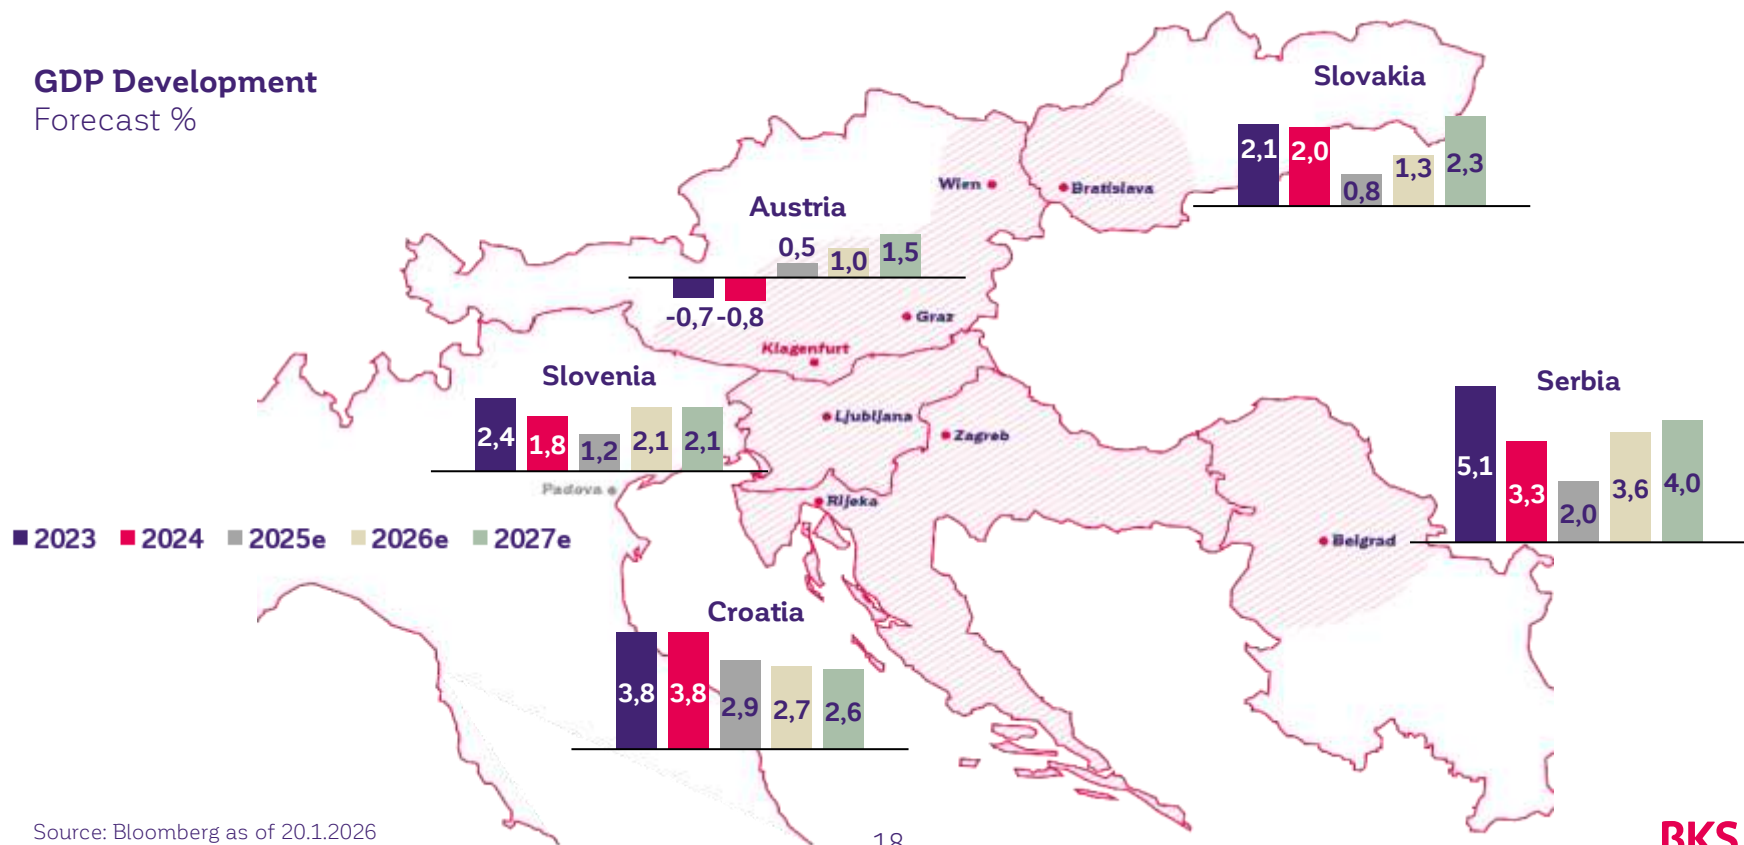 GDP Development
Forecast %
Slovakia
2,1 2,0 0,8 1,3 2,3
Wien
Bratislava
Austria
0,5 1,0 1,5
-0,7 -0,8
Graz
Klagenfurt
Slovenia
2,4 1,8 1,2 2,1 2,1
Ljubljana
Zagreb
Padova
Rijeka
Serbia
5,1 3,3 2,0 3,6 4,0
Belgrad
2023 2024 2025e 2026e 2027e
Croatia
3,8 3,8 2,9 2,7 2,6
Source: Bloomberg as of 20.1.2026
18
BKS